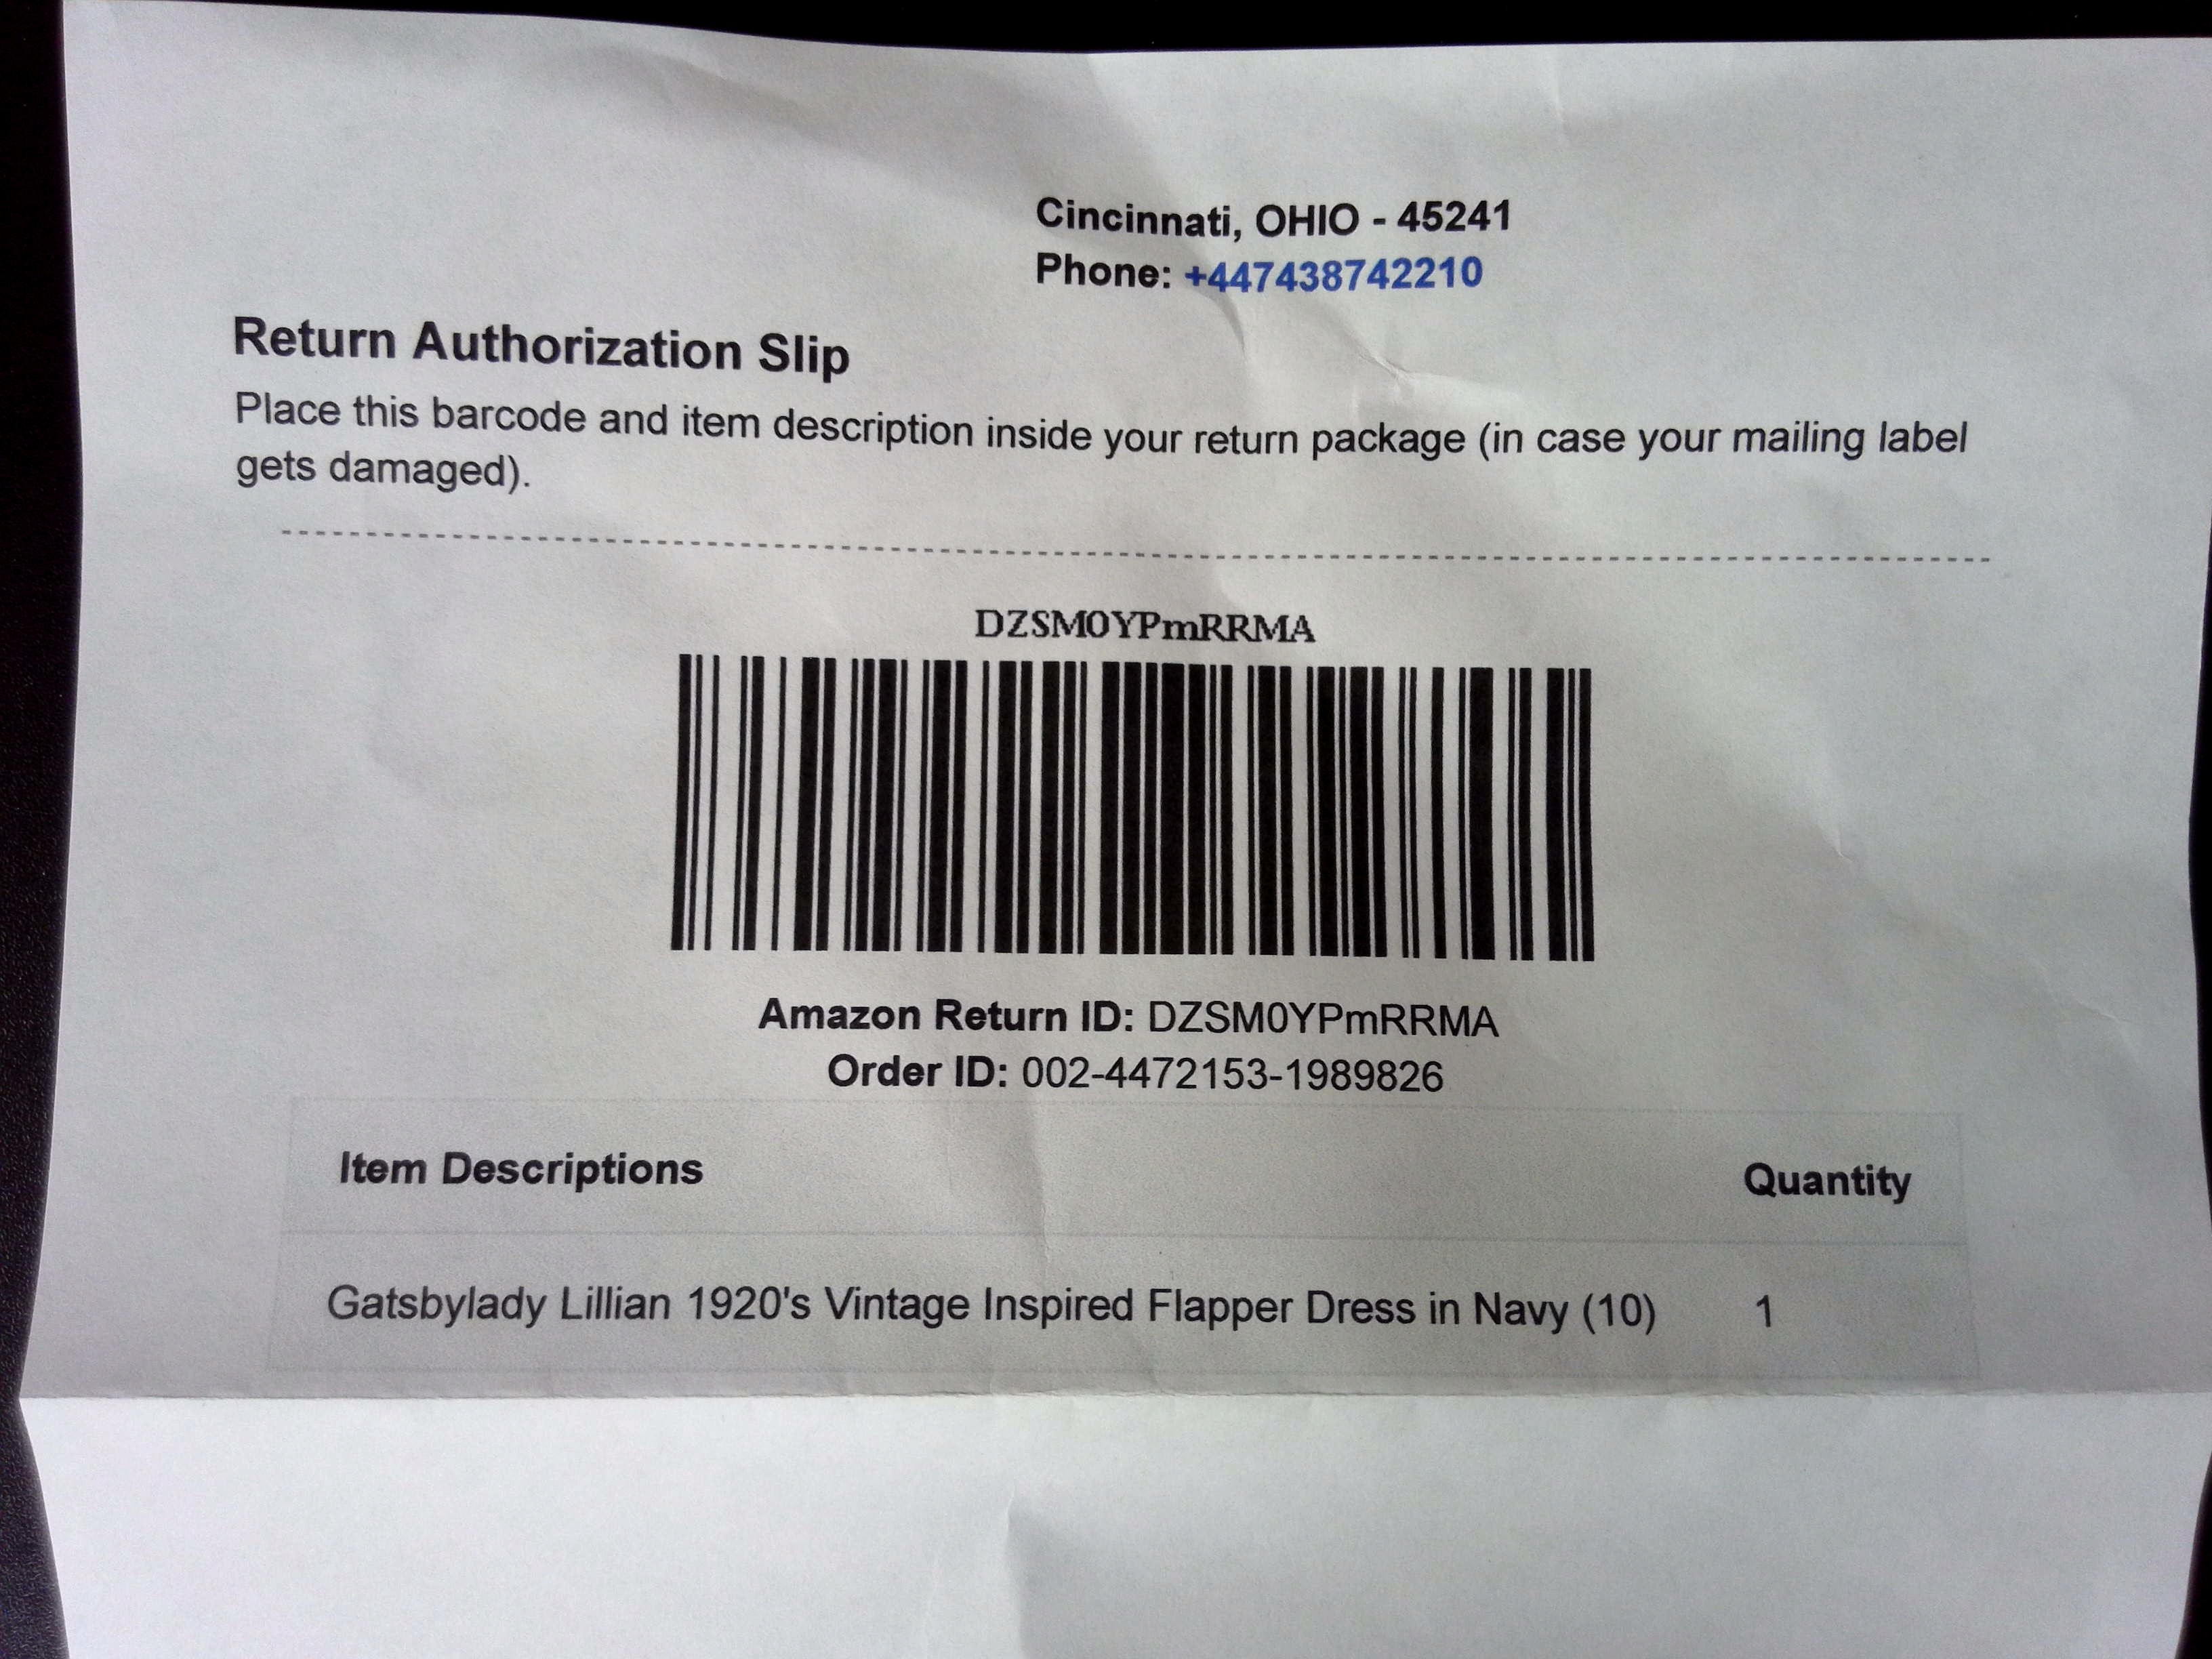 Cincinnati, OHIO - 45241
Phone: +447438742210
Return Authorization Slip
Place this barcode and item description inside your return package (in case your mailing label
gets damaged).
DZSM0YPmRRMA
Amazon Return ID: DZSM0YPmRRMA
Order ID: 002-4472153-1989826
Item Descriptions Quantity
Gatsbylady Lillian 1920's Vintage Inspired Flapper Dress in Navy (10) 1